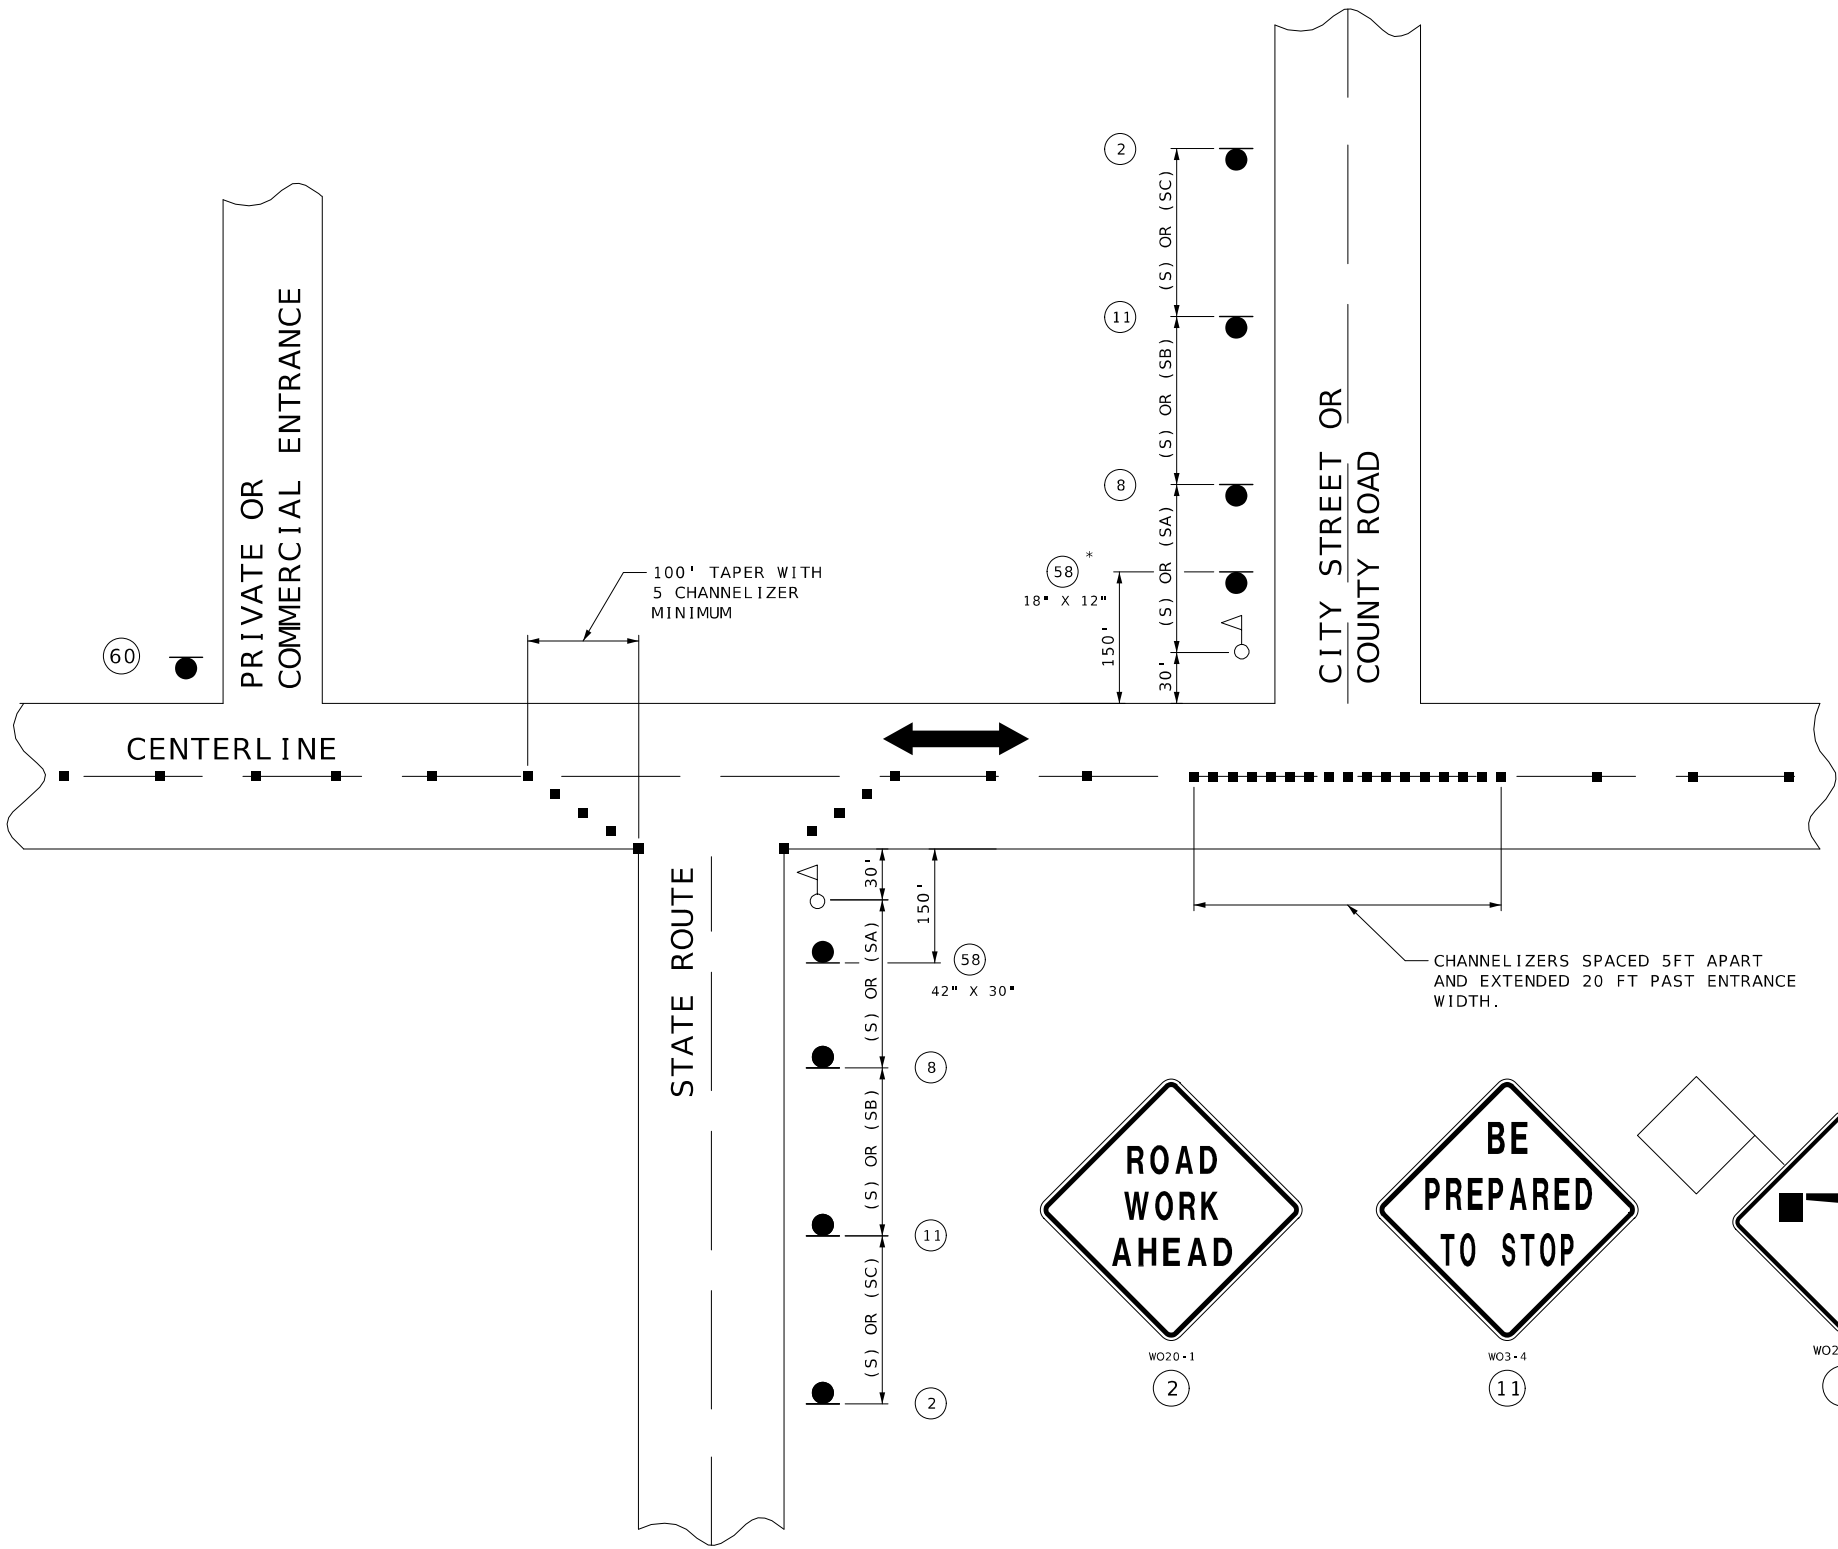 2
(S) OR (SC)
11
(S) OR (SB)
8
(S) OR (SA)
58 *
18" X 12"
150'
30'
CITY STREET OR
COUNTY ROAD
PRIVATE OR
COMMERCIAL ENTRANCE
60
100' TAPER WITH
5 CHANNELIZER
MINIMUM
CENTERLINE
STATE ROUTE
30'
150'
(S) OR (SA)
58
42" X 30"
8
(S) OR (SB)
11
(S) OR (SC)
2
CHANNELIZERS SPACED 5FT APART
AND EXTENDED 20 FT PAST ENTRANCE
WIDTH.
ROAD
WORK
AHEAD
WO20-1
2
BE
PREPARED
TO STOP
WO3-4
11
WO2